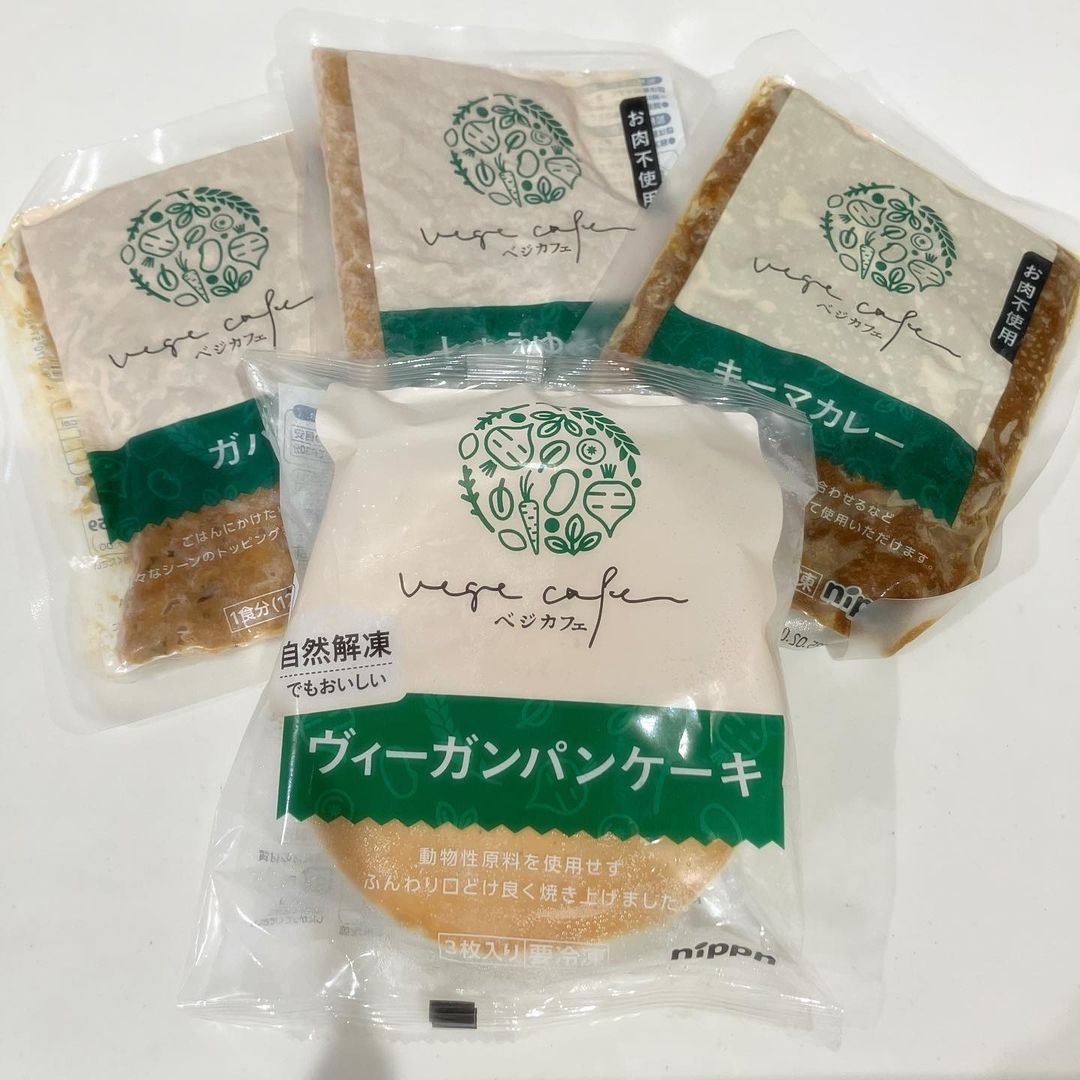 vege cafe
ベジカフェ
ガパ
ごはんにかけた
なシーンのトッピング
1食分(17
お肉不使用
vege cafe
ベジカフェ
しょうゆ
お肉不使用
vege cafe
ベジカフェ
キーマカレー
合わせるなど
て使用いただけます。
凍
nip
vege cafe
ベジカフェ
自然解凍
でもおいしい
ヴィーガンパンケーキ
動物性原料を使用せず
ふんわり口どけ良く焼き上げました。
3枚入り 要冷凍
nippn